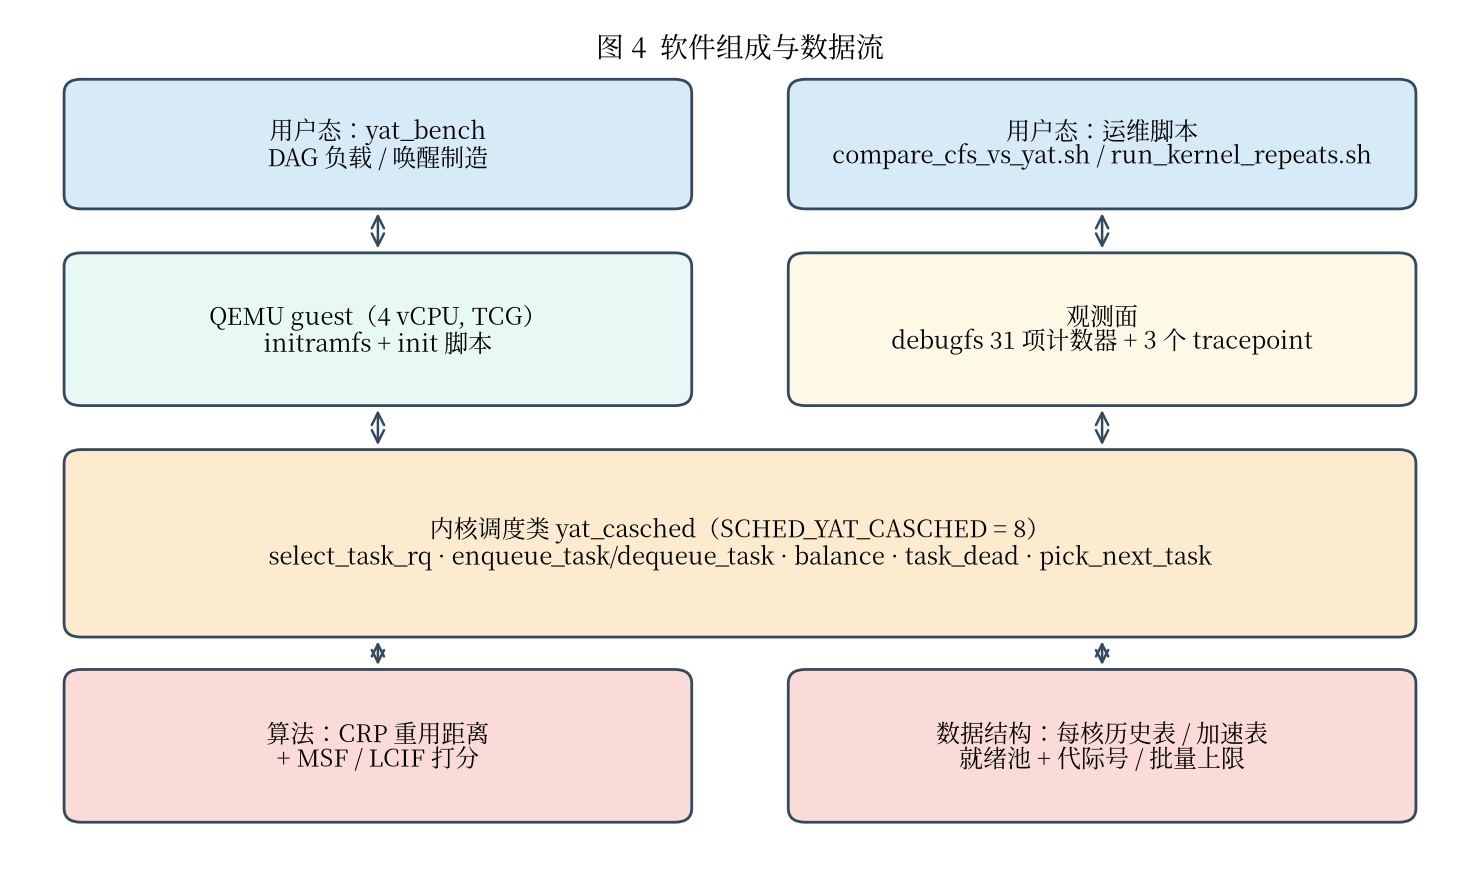 图 4 软件组成与数据流
用户态：yat_bench
DAG 负载 / 唤醒制造
用户态：运维脚本
compare_cfs_vs_yat.sh / run_kernel_repeats.sh
QEMU guest（4 vCPU, TCG）
initramfs + init 脚本
观测面
debugfs 31 项计数器 + 3 个 tracepoint
内核调度类 yat_casched（SCHED_YAT_CASCHED = 8）
select_task_rq · enqueue_task/dequeue_task · balance · task_dead · pick_next_task
算法：CRP 重用距离
+ MSF / LCIF 打分
数据结构：每核历史表 / 加速表
就绪池 + 代际号 / 批量上限